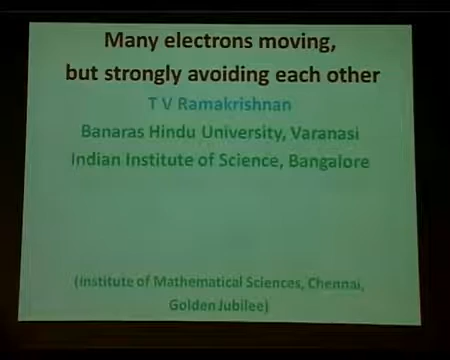 Many electrons moving,
but strongly avoiding each other
T V Ramakrishnan
Banaras Hindu University, Varanasi
Indian Institute of Science, Bangalore
(Institute of Mathematical Sciences, Chennai,
Golden Jubilee)